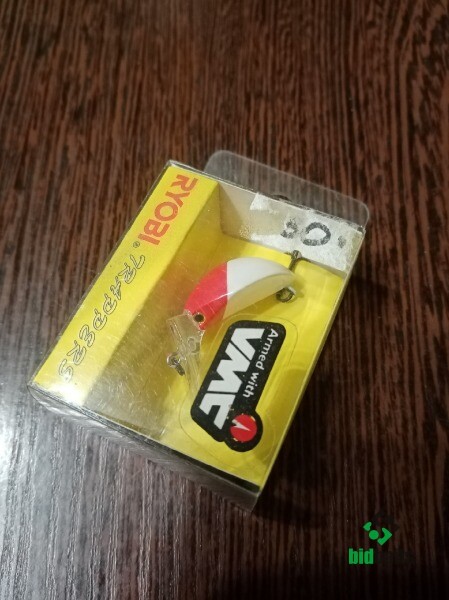 RYOBI®
TRAPPERS
Armed with
VMC
bid